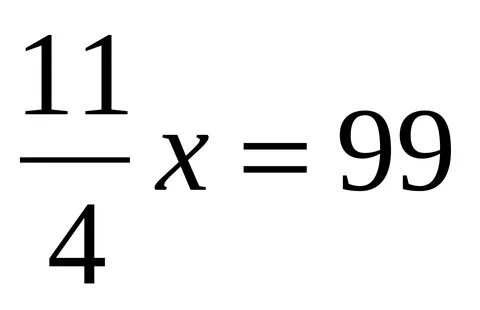 11/4 x = 99